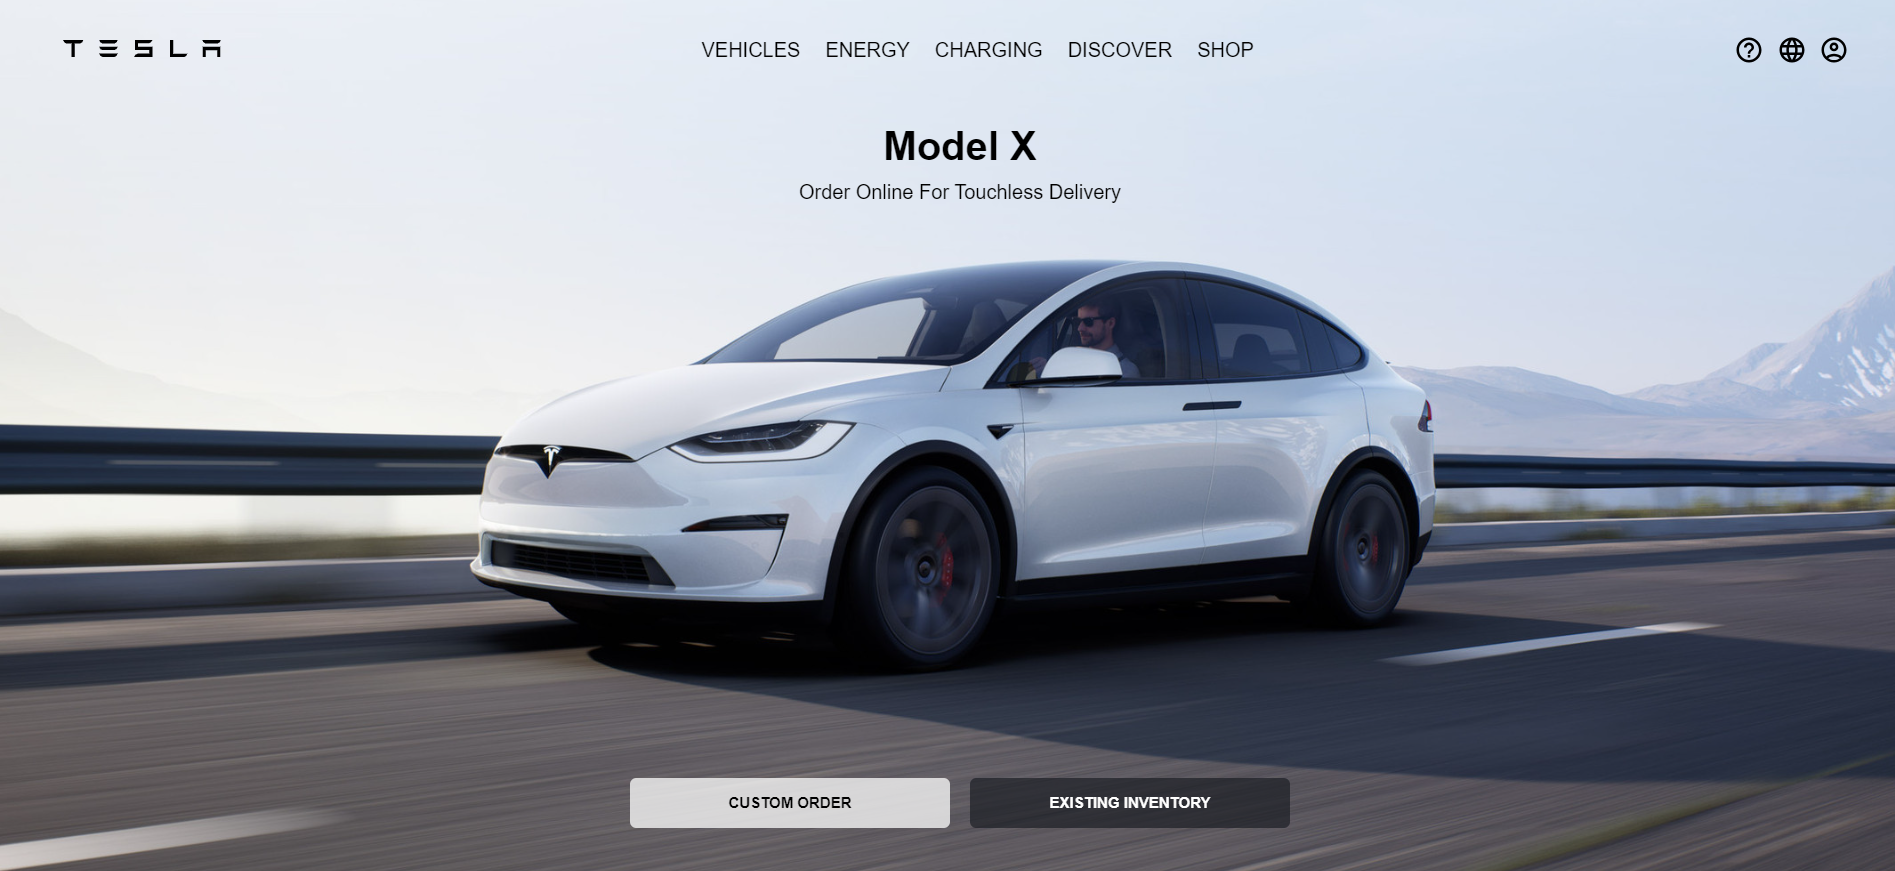 TESLA
VEHICLES ENERGY CHARGING DISCOVER SHOP
Model X
Order Online For Touchless Delivery
CUSTOM ORDER
EXISTING INVENTORY